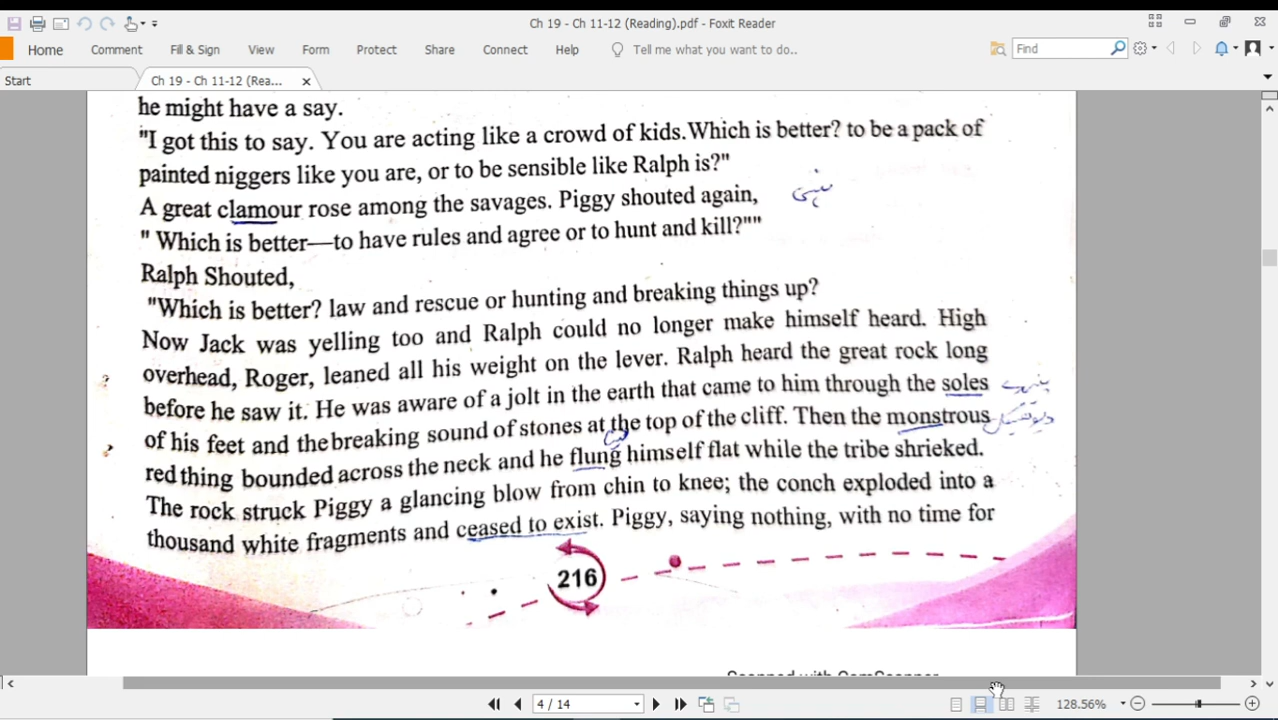 Ch 19 - Ch 11-12 (Reading).pdf - Foxit Reader
Home Comment Fill & Sign View Form Protect Share Connect Help Tell me what you want to do.. Find
Start Ch 19 - Ch 11-12 (Rea...
he might have a say.
"I got this to say. You are acting like a crowd of kids.Which is better? to be a pack of
painted niggers like you are, or to be sensible like Ralph is?"
A great clamour rose among the savages. Piggy shouted again,
" Which is better—to have rules and agree or to hunt and kill?""
Ralph Shouted,
"Which is better? law and rescue or hunting and breaking things up?
Now Jack was yelling too and Ralph could no longer make himself heard. High
overhead, Roger, leaned all his weight on the lever. Ralph heard the great rock long
before he saw it. He was aware of a jolt in the earth that came to him through the soles
of his feet and the breaking sound of stones at the top of the cliff. Then the monstrous
red thing bounded across the neck and he flung himself flat while the tribe shrieked.
The rock struck Piggy a glancing blow from chin to knee; the conch exploded into a
thousand white fragments and ceased to exist. Piggy, saying nothing, with no time for
216
4 / 14
128.56%